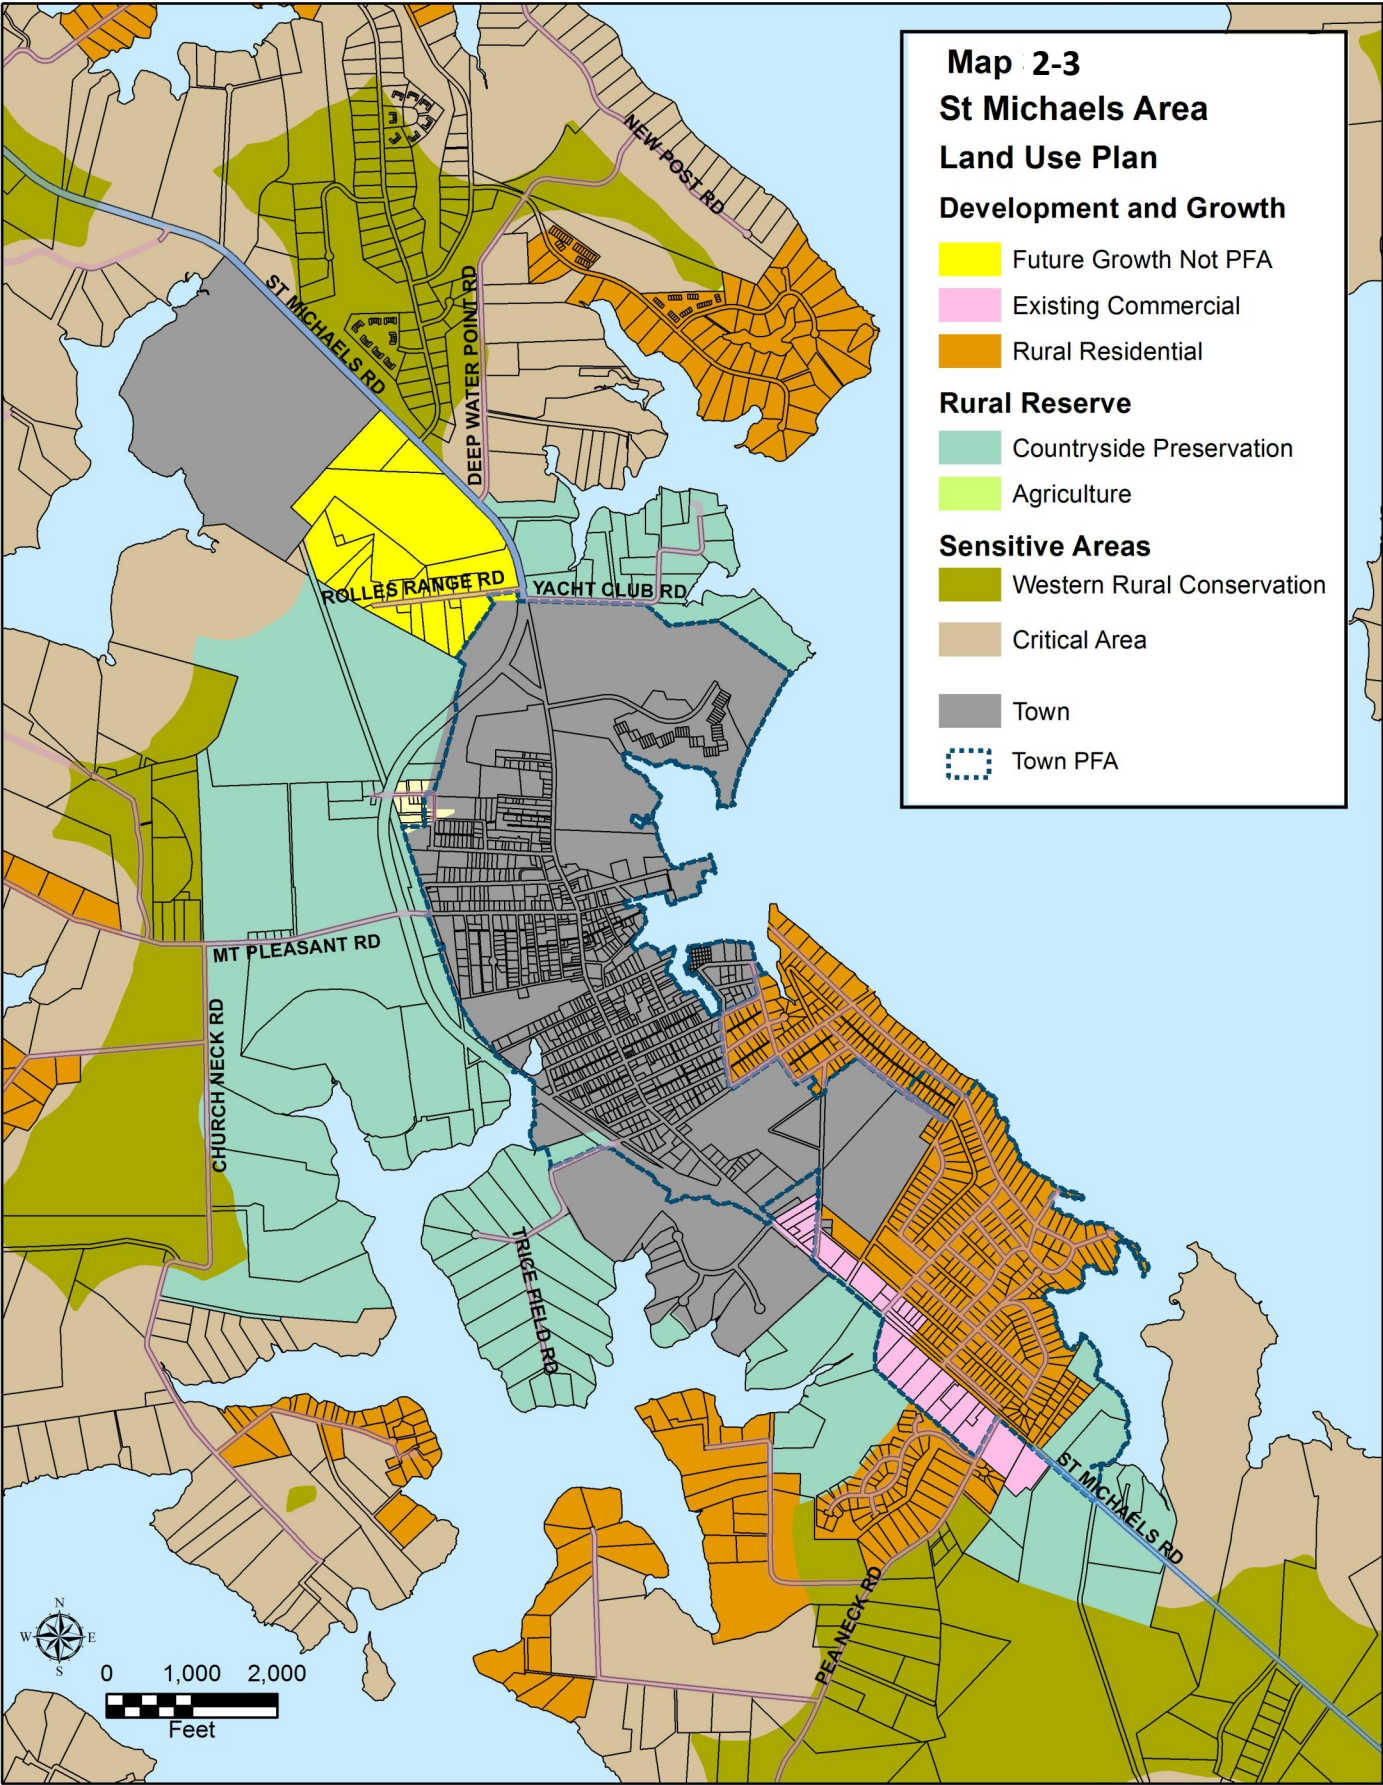 Map 2-3
St Michaels Area
Land Use Plan
Development and Growth
Future Growth Not PFA
Existing Commercial
Rural Residential
Rural Reserve
Countryside Preservation
Agriculture
Sensitive Areas
Western Rural Conservation
Critical Area
Town
Town PFA
NEW POST RD
ST MICHAELS RD
DEEP WATER POINT RD
ROLLES RANGE RD
YACHT CLUB RD
MT PLEASANT RD
CHURCH NECK RD
TRICE FIELD RD
ST MICHAELS RD
PEA NECK RD
N
W E
S
0 1,000 2,000
Feet